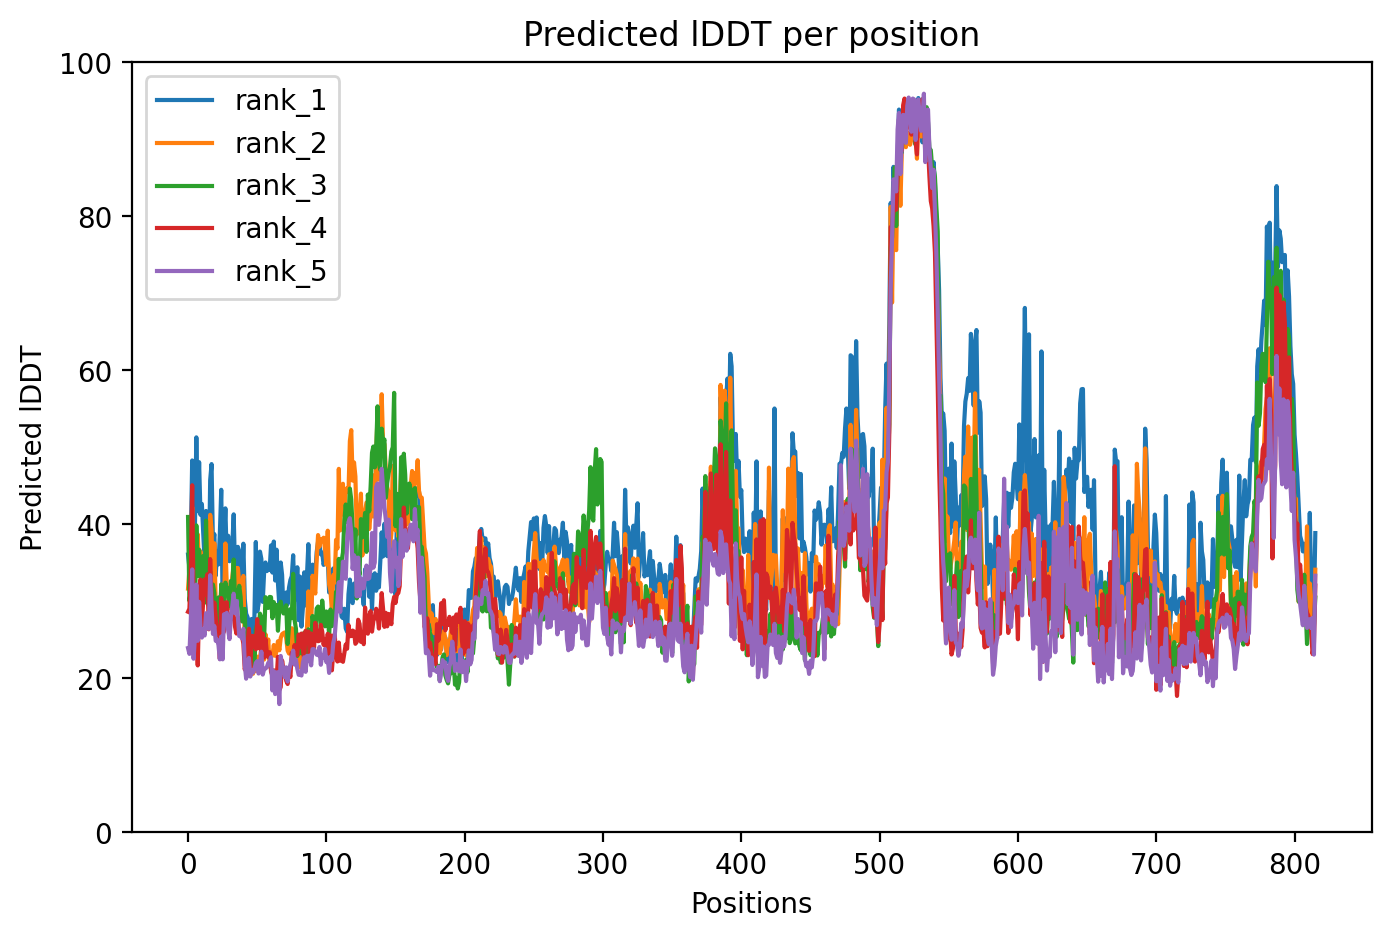 Predicted lDDT per position
100
80
60
40
20
0
Predicted lDDT
rank_1
rank_2
rank_3
rank_4
rank_5
0 100 200 300 400 500 600 700 800
Positions